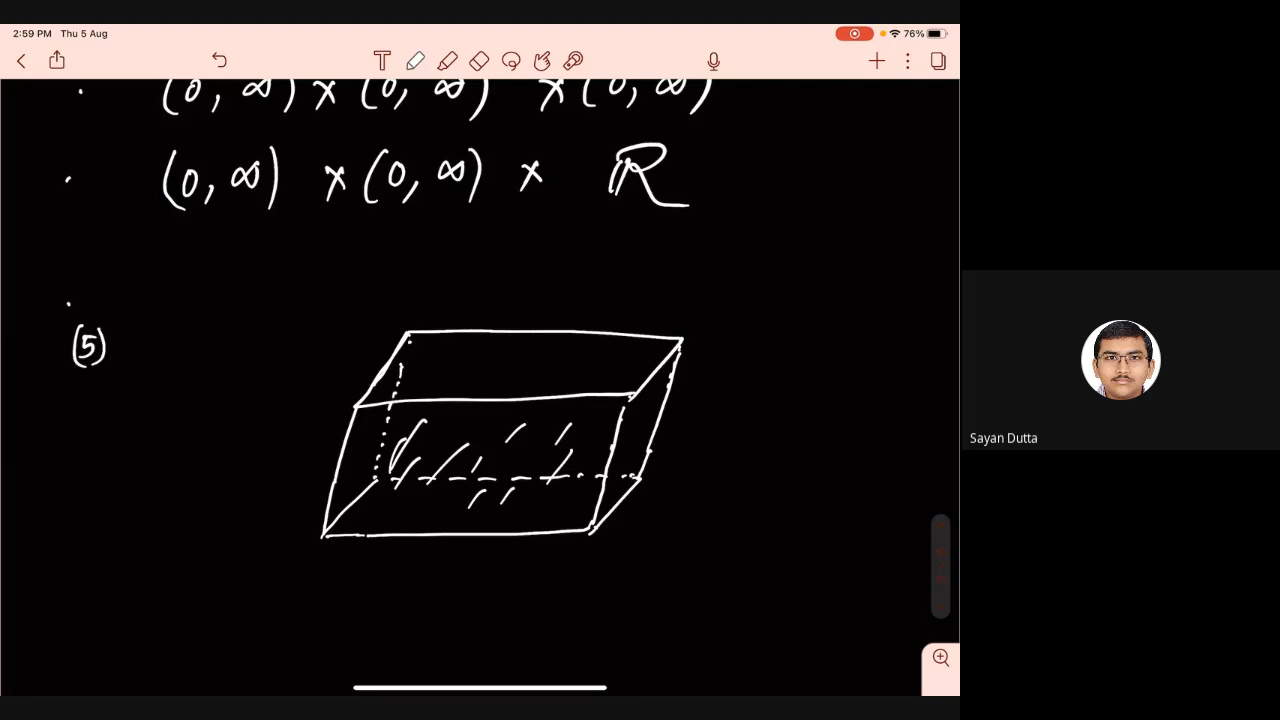 2:59 PM Thu 5 Aug
76%
T
. (0, ∞) × (0, ∞) × (0, ∞)
. (0, ∞) × (0, ∞) × ℝ
.
(5)
Sayan Dutta